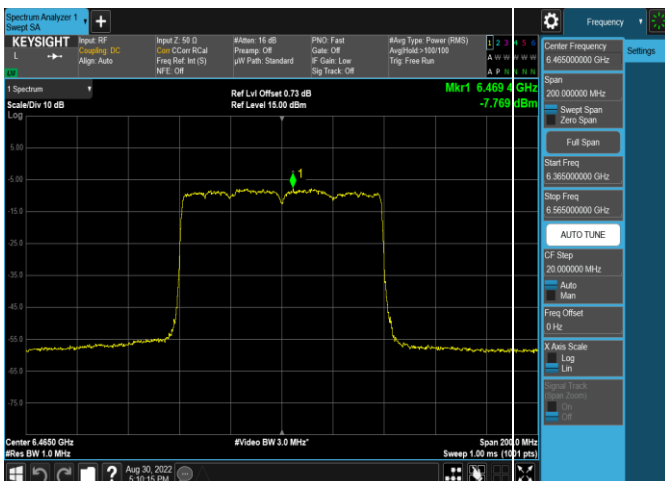 Spectrum Analyzer 1
Swept SA
+
Frequency
KEYSIGHT
Input: RF
Input Z: 50 Ω
#Atten: 16 dB
PNO: Fast
#Avg Type: Power (RMS)
1 2 3 4 5 6
L
Coupling: DC
Corr CCorr RCal
Preamp: Off
Gate: Off
Avg|Hold:>100/100
A W W W W W
Align: Auto
Freq Ref: Int (S)
µW Path: Standard
IF Gain: Low
Trig: Free Run
NFE: Off
Sig Track: Off
A P N N N N
1 Spectrum
Ref Lvl Offset 0.73 dB
Mkr1 6.469 4 GHz
Scale/Div 10 dB
Ref Level 15.00 dBm
-7.769 dBm
Log
5.00
-5.00
1
-15.0
-25.0
-35.0
-45.0
-55.0
-65.0
-75.0
Center 6.4650 GHz
#Video BW 3.0 MHz*
Span 200.0 MHz
#Res BW 1.0 MHz
Sweep 1.00 ms (1001 pts)
Aug 30, 2022
5:10:15 PM
Center Frequency
6.465000000 GHz
Settings
Span
200.000000 MHz
Swept Span
Zero Span
Full Span
Start Freq
6.365000000 GHz
Stop Freq
6.565000000 GHz
AUTO TUNE
CF Step
20.000000 MHz
Auto
Man
Freq Offset
0 Hz
X Axis Scale
Log
Lin
Signal Track
(Span Zoom)
On
Off